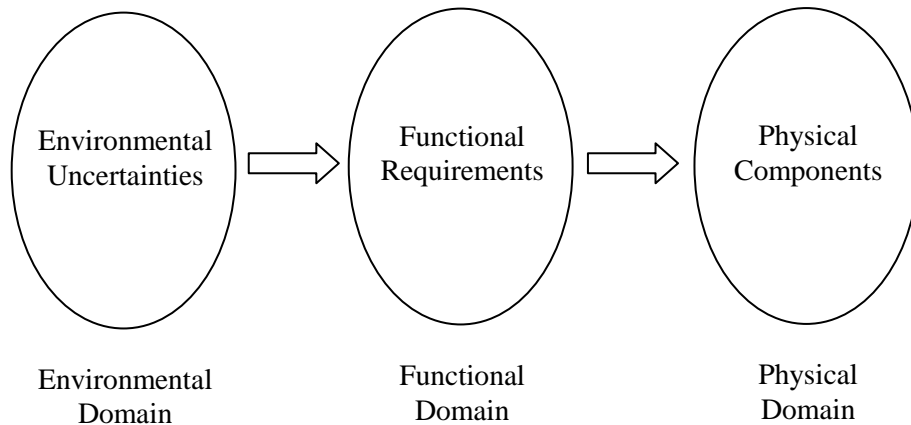 Environmental
Uncertainties
Functional
Requirements
Physical
Components
Environmental
Domain
Functional
Domain
Physical
Domain